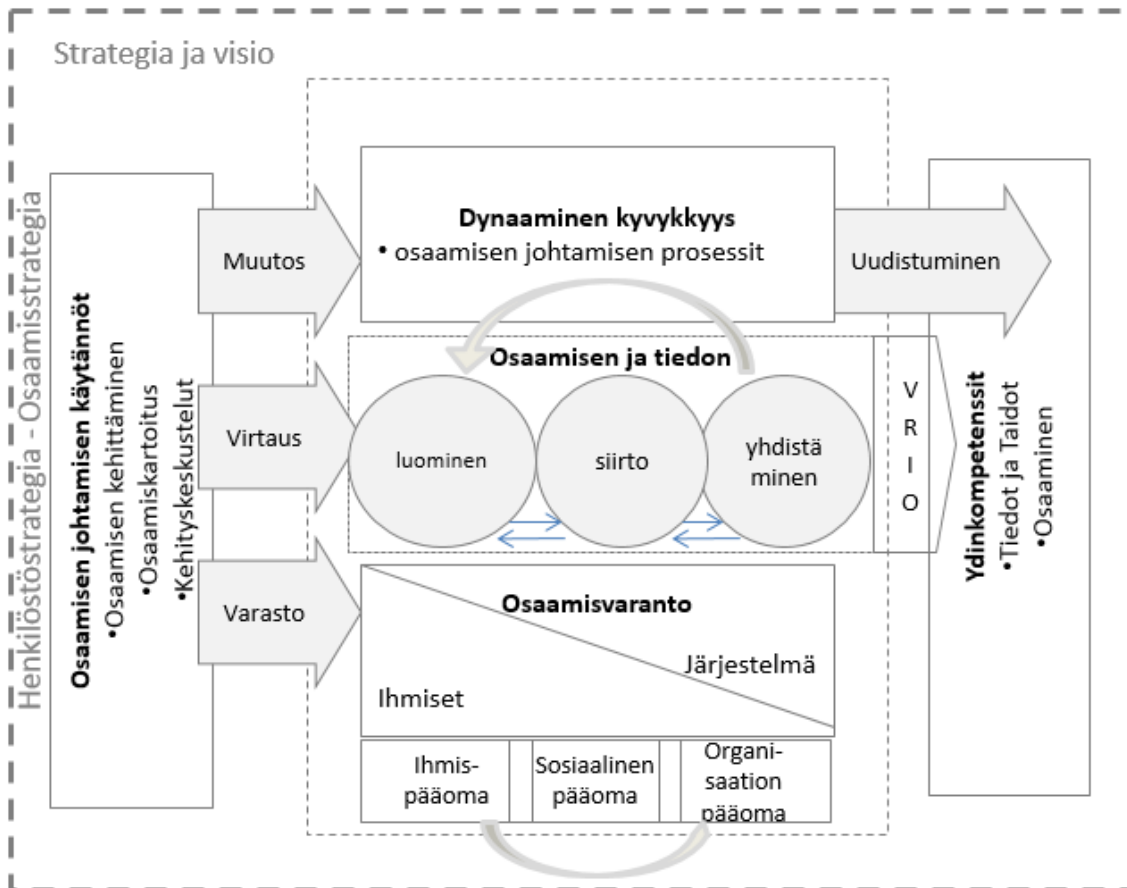 Strategia ja visio
Henkilöstöstrategia - Osaamisstrategia
Osaamisen johtamisen käytännöt
•Osaamisen kehittäminen
•Osaamiskartoitus
•Kehityskeskustelut
Muutos
Virtaus
Varasto
Dynaaminen kyvykkyys
• osaamisen johtamisen prosessit
Osaamisen ja tiedon
luominen
siirto
yhdistä
minen
Osaamisvaranto
Järjestelmä
Ihmiset
Ihmis-
pääoma
Sosiaalinen
pääoma
Organi-
saation
pääoma
Uudistuminen
V
R
I
O
Ydinkompetenssit
•Tiedot ja Taidot
•Osaaminen